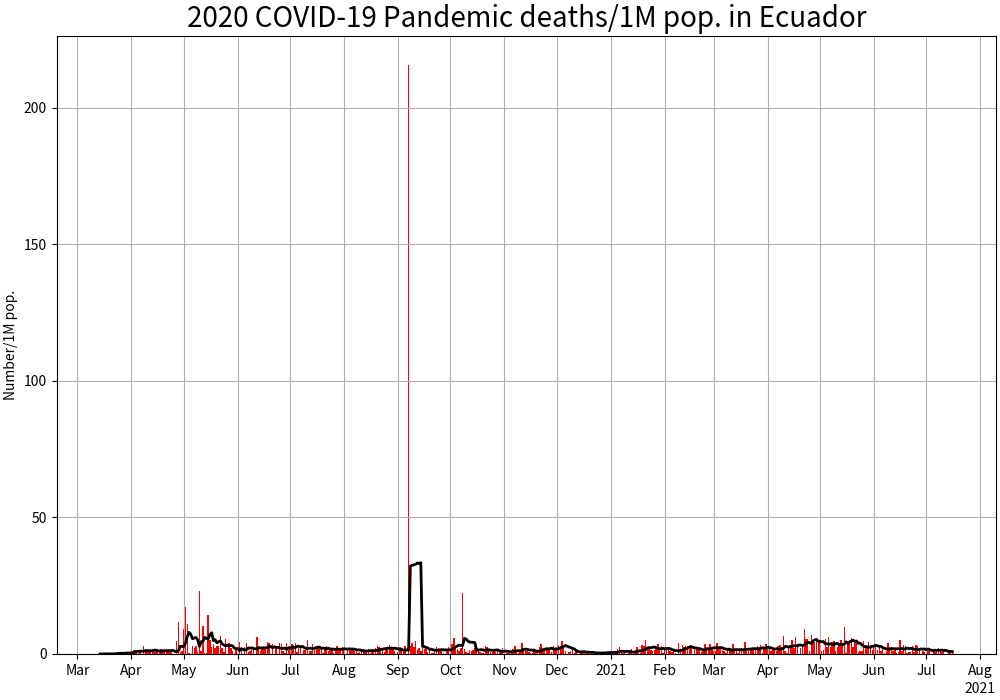 2020 COVID-19 Pandemic deaths/1M pop. in Ecuador
Number/1M pop.
200
150
100
50
0
Mar Apr May Jun Jul Aug Sep Oct Nov Dec 2021 Feb Mar Apr May Jun Jul Aug
2021